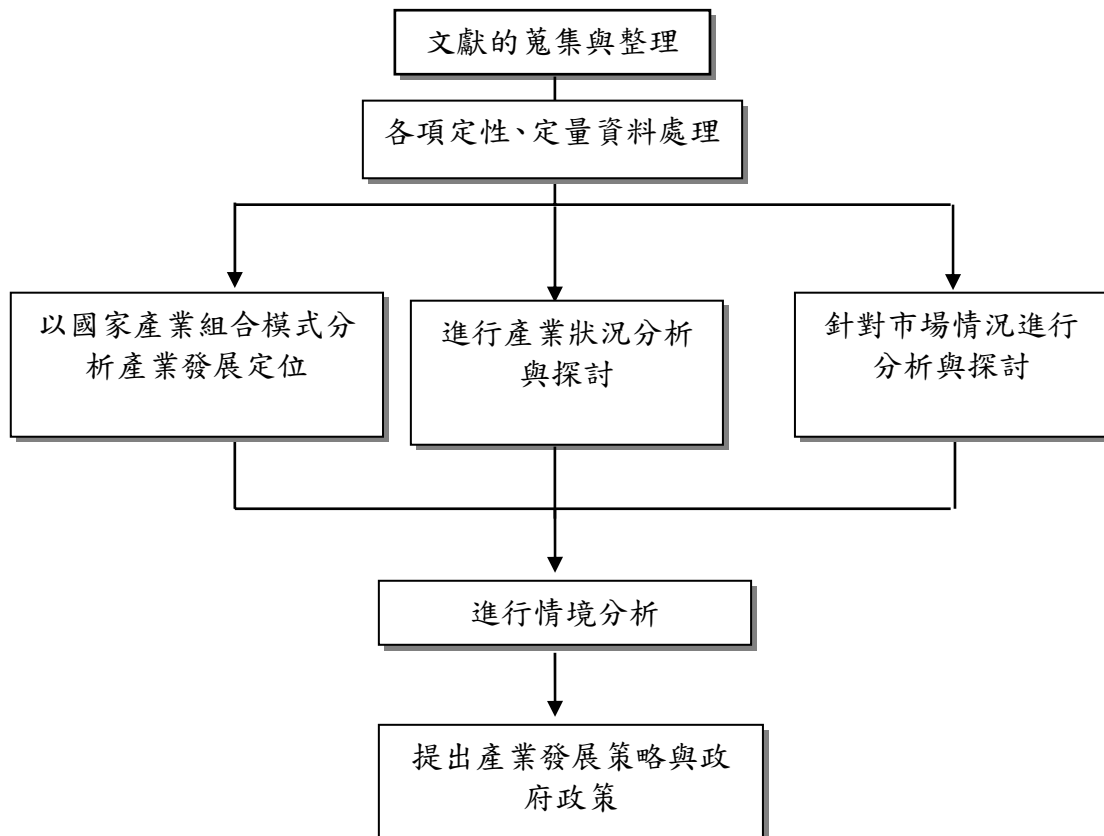 文獻的蒐集與整理
各項定性、定量資料處理
以國家產業組合模式分
析產業發展定位
進行產業狀況分析
與探討
針對市場情況進行
分析與探討
進行情境分析
提出產業發展策略與政
府政策